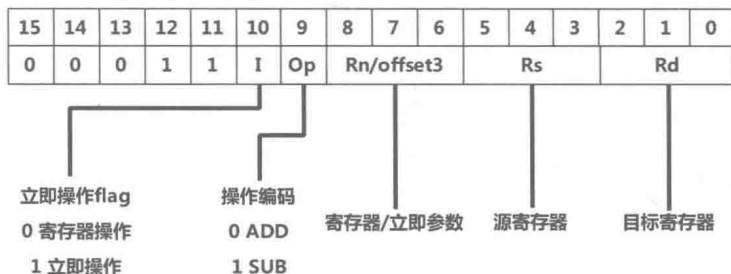 15 14 13 12 11 10 9 8 7 6 5 4 3 2 1 0
0 0 0 1 1 I Op Rn/offset3 Rs Rd
立即操作flag 操作编码 寄存器/立即参数 源寄存器 目标寄存器
0 寄存器操作 0 ADD
1 立即操作 1 SUB